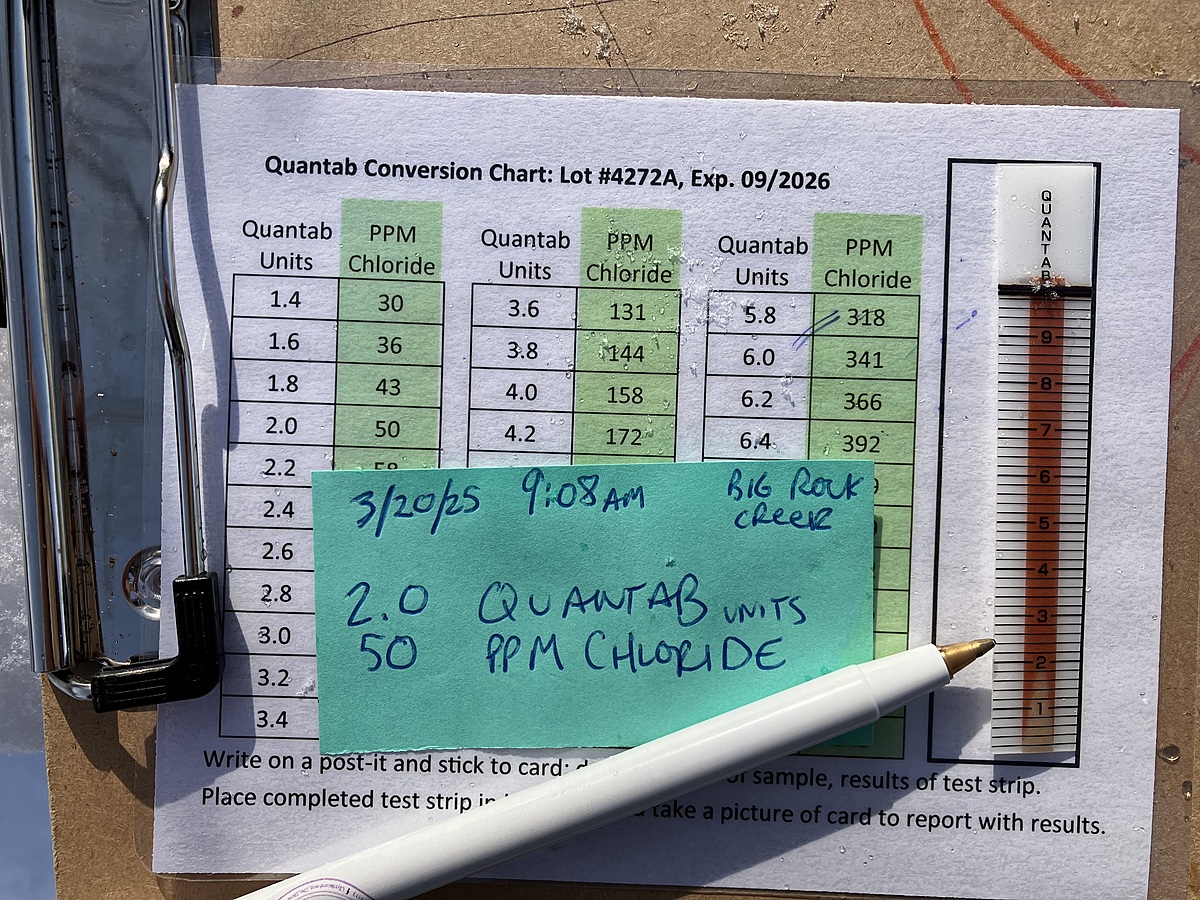 Quantab Conversion Chart: Lot #4272A, Exp. 09/2026
Quantab Units PPM Chloride Quantab Units PPM Chloride Quantab Units PPM Chloride
1.4 30 3.6 131 5.8 318
1.6 36 3.8 144 6.0 341
1.8 43 4.0 158 6.2 366
2.0 50 4.2 172 6.4 392
2.2
2.4
2.6
2.8
3.0
3.2
3.4
3/20/25 9:08AM BIG ROCK
CREEK
2.0 QUANTAB UNITS
50 PPM CHLORIDE
Write on a post-it and stick to card: sample, results of test strip.
Place completed test strip in take a picture of card to report with results.
QUANTAB
9
8
7
6
5
4
3
2
1